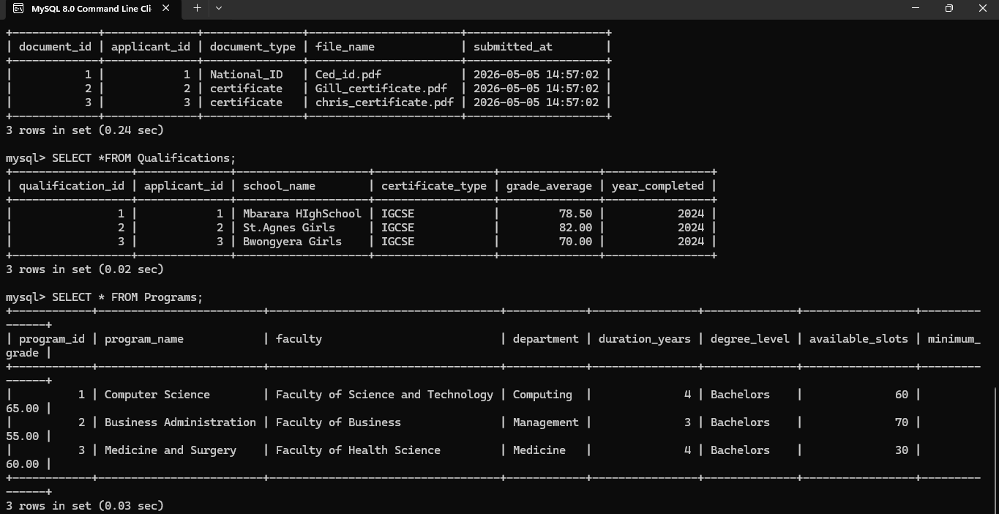 MySQL 8.0 Command Line Cli
+-------------+--------------+---------------+-----------------------+---------------------+
| document_id | applicant_id | document_type | file_name             | submitted_at        |
+-------------+--------------+---------------+-----------------------+---------------------+
|           1 |            1 | National_ID   | Ced_id.pdf            | 2026-05-05 14:57:02 |
|           2 |            2 | certificate   | Gill_certificate.pdf  | 2026-05-05 14:57:02 |
|           3 |            3 | certificate   | chris_certificate.pdf | 2026-05-05 14:57:02 |
+-------------+--------------+---------------+-----------------------+---------------------+
3 rows in set (0.24 sec)
mysql> SELECT *FROM Qualifications;
+------------------+--------------+--------------------+------------------+---------------+----------------+
| qualification_id | applicant_id | school_name        | certificate_type | grade_average | year_completed |
+------------------+--------------+--------------------+------------------+---------------+----------------+
|                1 |            1 | Mbarara HIghSchool | IGCSE            |         78.50 |           2024 |
|                2 |            2 | St.Agnes Girls     | IGCSE            |         82.00 |           2024 |
|                3 |            3 | Bwongyera Girls    | IGCSE            |         70.00 |           2024 |
+------------------+--------------+--------------------+------------------+---------------+----------------+
3 rows in set (0.02 sec)
mysql> SELECT * FROM Programs;
+------------+-------------------------+-----------------------------------+------------+----------------+--------------+-----------------+---------
------+
| program_id | program_name            | faculty                           | department | duration_years | degree_level | available_slots | minimum_
grade |
+------------+-------------------------+-----------------------------------+------------+----------------+--------------+-----------------+---------
------+
|          1 | Computer Science        | Faculty of Science and Technology | Computing  |              4 | Bachelors    |              60 |
65.00 |
|          2 | Business Administration | Faculty of Business               | Management |              3 | Bachelors    |              70 |
55.00 |
|          3 | Medicine and Surgery    | Faculty of Health Science         | Medicine   |              4 | Bachelors    |              30 |
60.00 |
+------------+-------------------------+-----------------------------------+------------+----------------+--------------+-----------------+---------
------+
3 rows in set (0.03 sec)